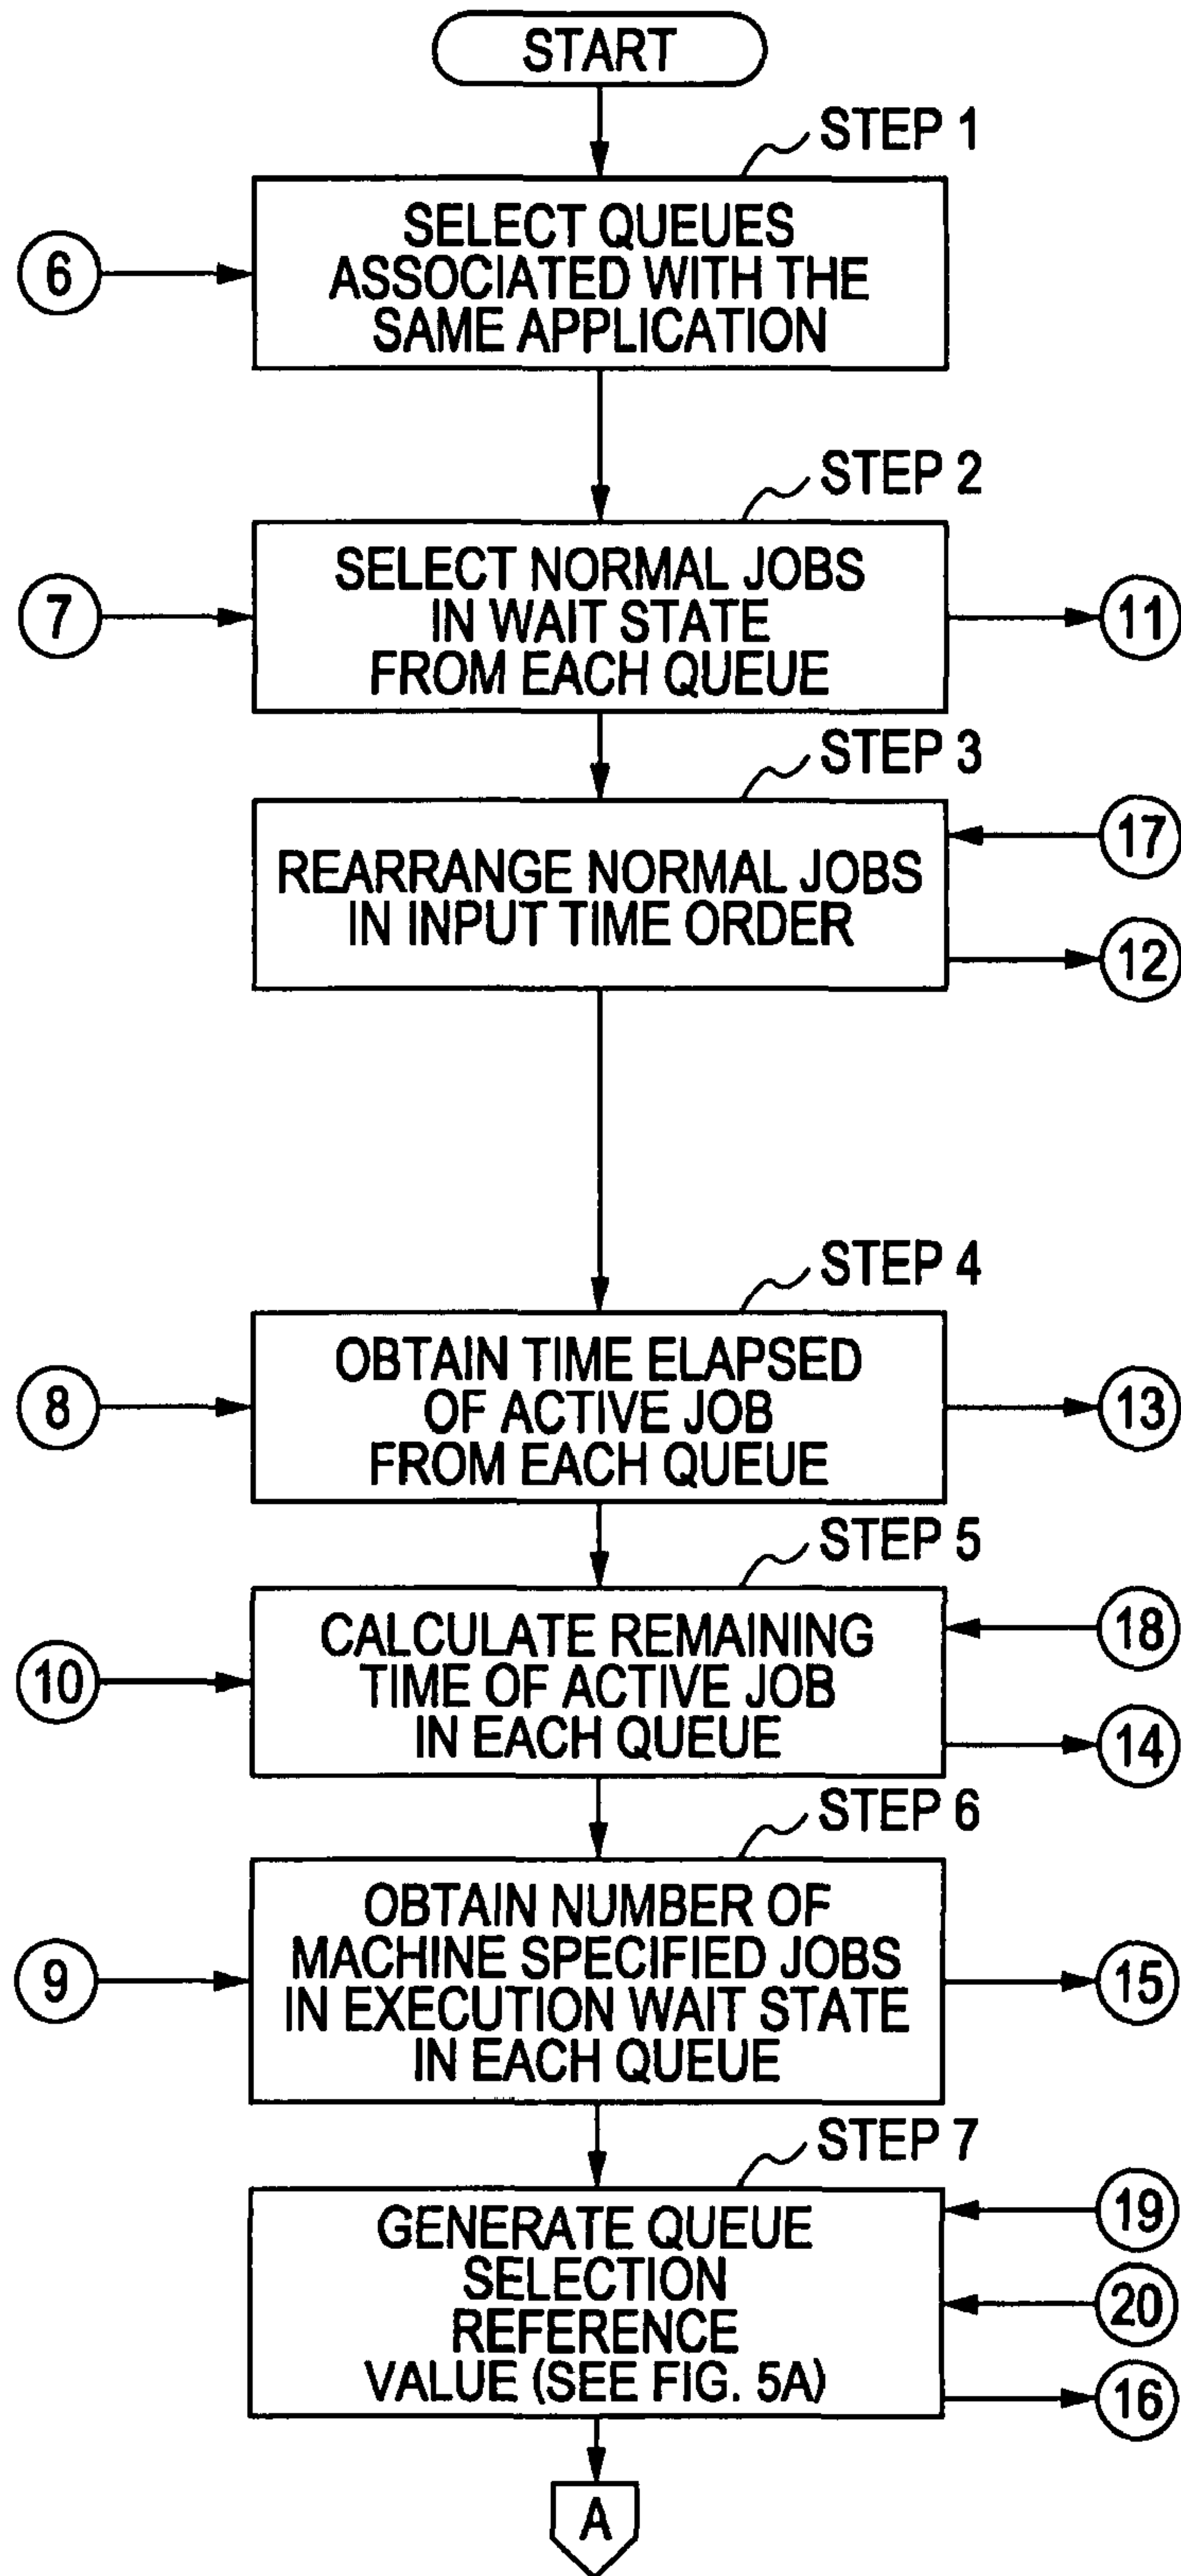 START
STEP 1
6
SELECT QUEUES
ASSOCIATED WITH THE
SAME APPLICATION
STEP 2
7
SELECT NORMAL JOBS
IN WAIT STATE
FROM EACH QUEUE
11
STEP 3
REARRANGE NORMAL JOBS
IN INPUT TIME ORDER
17
12
STEP 4
8
OBTAIN TIME ELAPSED
OF ACTIVE JOB
FROM EACH QUEUE
13
STEP 5
10
CALCULATE REMAINING
TIME OF ACTIVE JOB
IN EACH QUEUE
18
14
STEP 6
9
OBTAIN NUMBER OF
MACHINE SPECIFIED JOBS
IN EXECUTION WAIT STATE
IN EACH QUEUE
15
STEP 7
GENERATE QUEUE
SELECTION
REFERENCE
VALUE (SEE FIG. 5A)
19
20
16
A